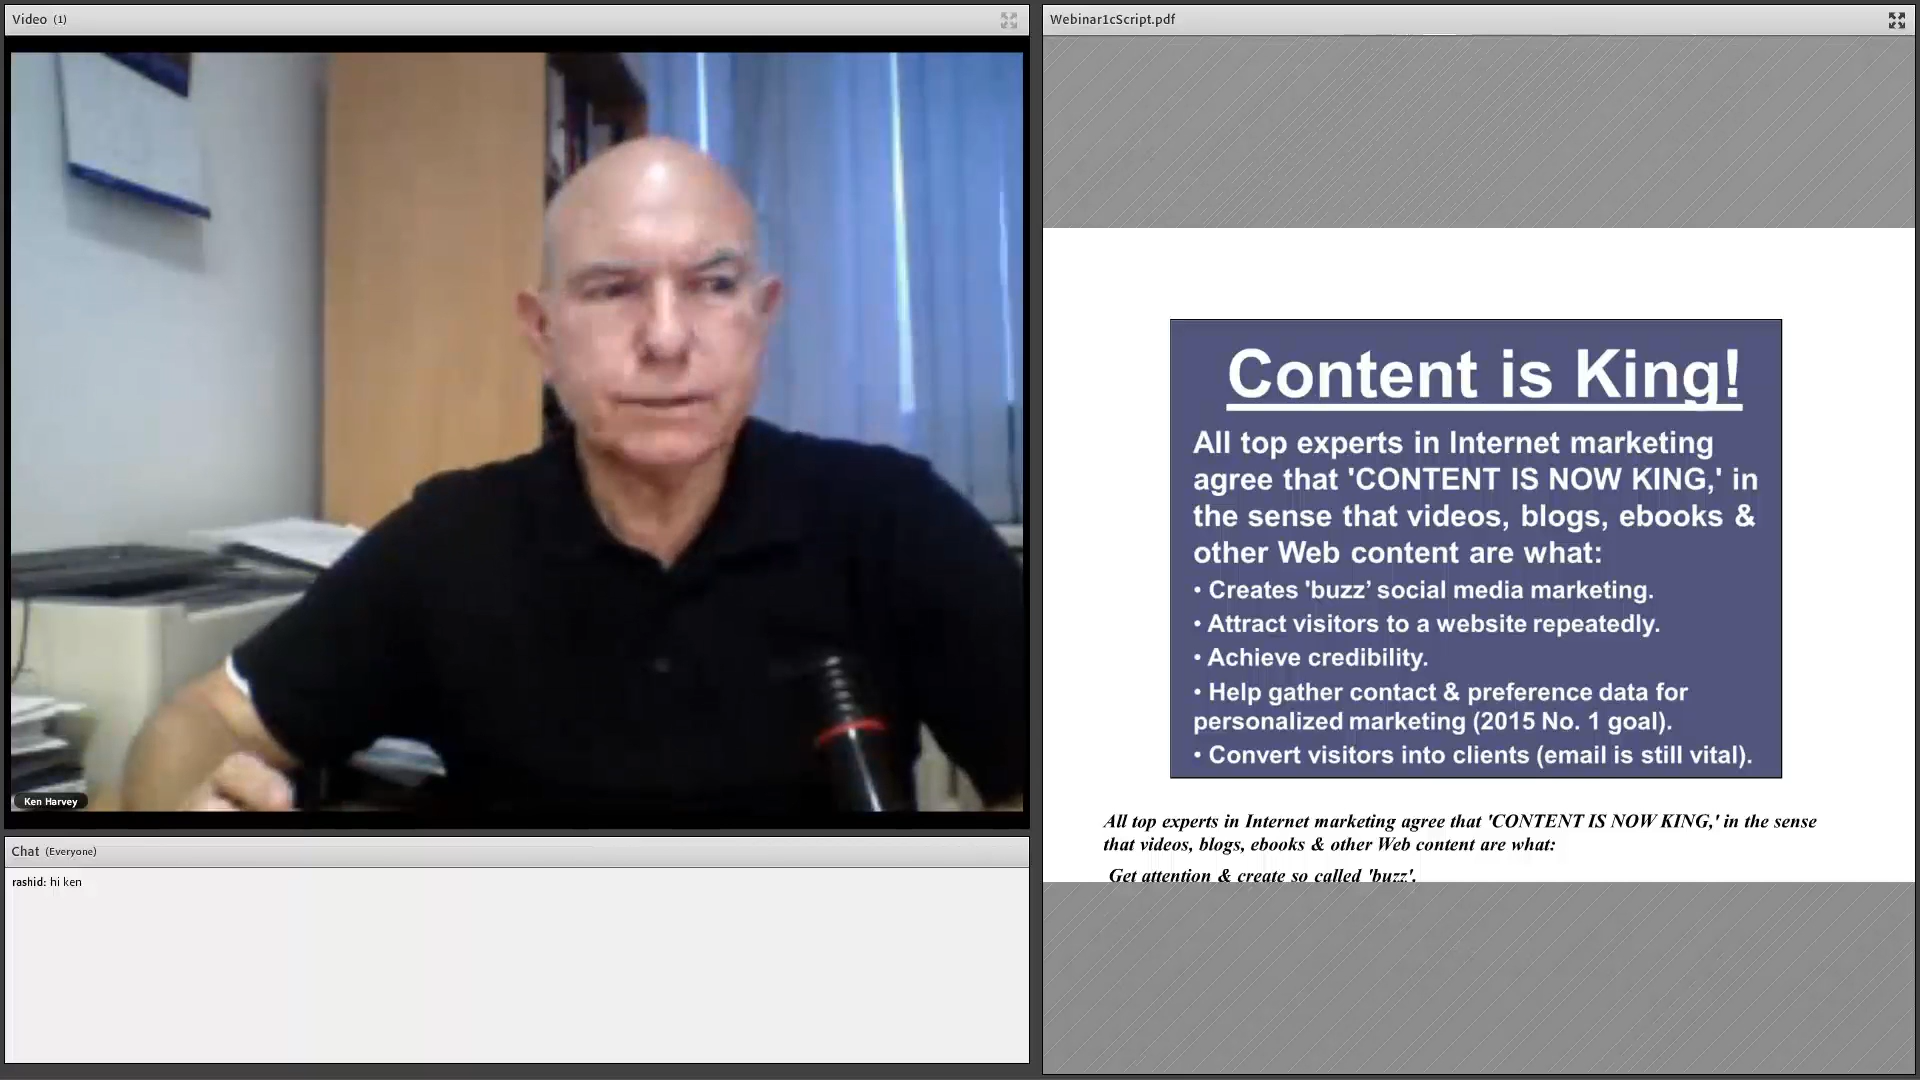 Video (1)
Ken Harvey
Chat (Everyone)
rashid: hi ken
Webinar1cScript.pdf
Content is King!
All top experts in Internet marketing
agree that 'CONTENT IS NOW KING,' in
the sense that videos, blogs, ebooks &
other Web content are what:
• Creates 'buzz’ social media marketing.
• Attract visitors to a website repeatedly.
• Achieve credibility.
• Help gather contact & preference data for
personalized marketing (2015 No. 1 goal).
• Convert visitors into clients (email is still vital).
All top experts in Internet marketing agree that 'CONTENT IS NOW KING,' in the sense
that videos, blogs, ebooks & other Web content are what:
Get attention & create so called 'buzz'.